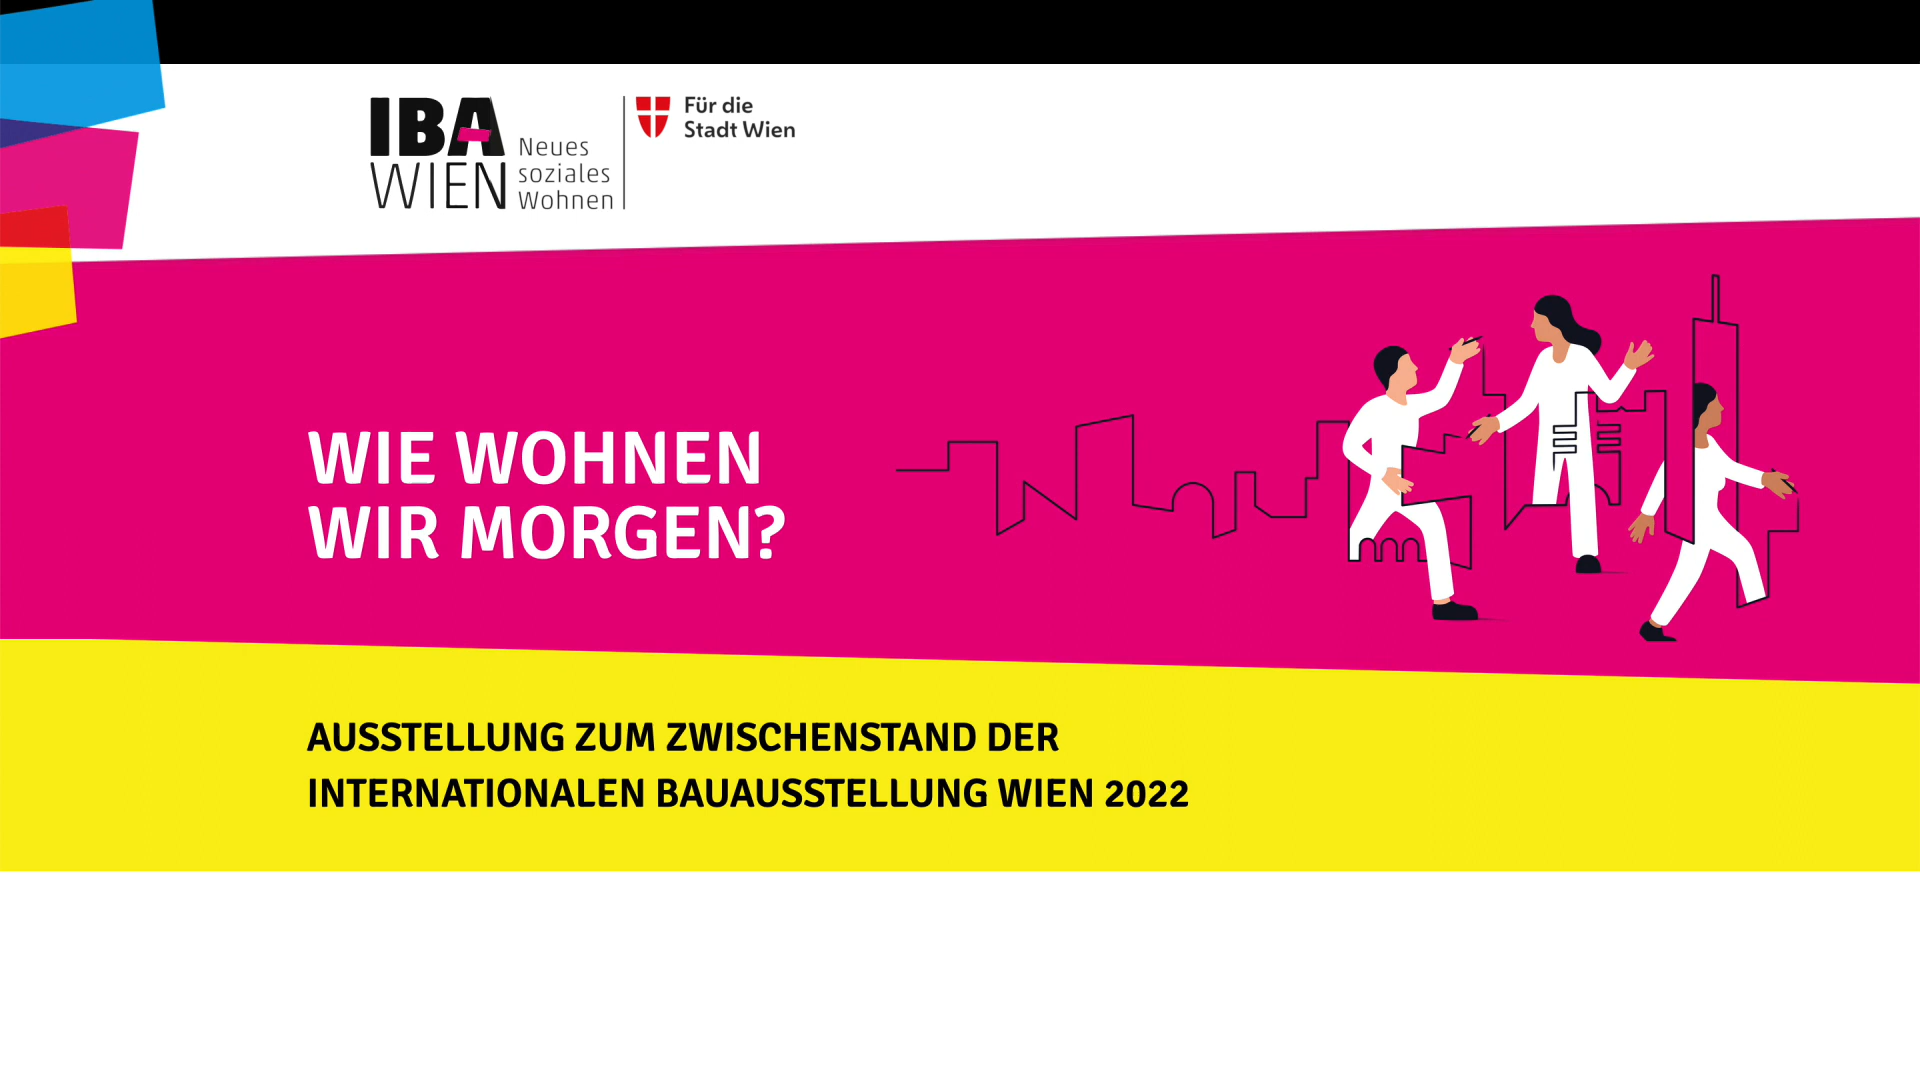 IBA
WIEN
Neues
soziales
Wohnen
Für die
Stadt Wien
WIE WOHNEN
WIR MORGEN?
AUSSTELLUNG ZUM ZWISCHENSTAND DER
INTERNATIONALEN BAUAUSSTELLUNG WIEN 2022